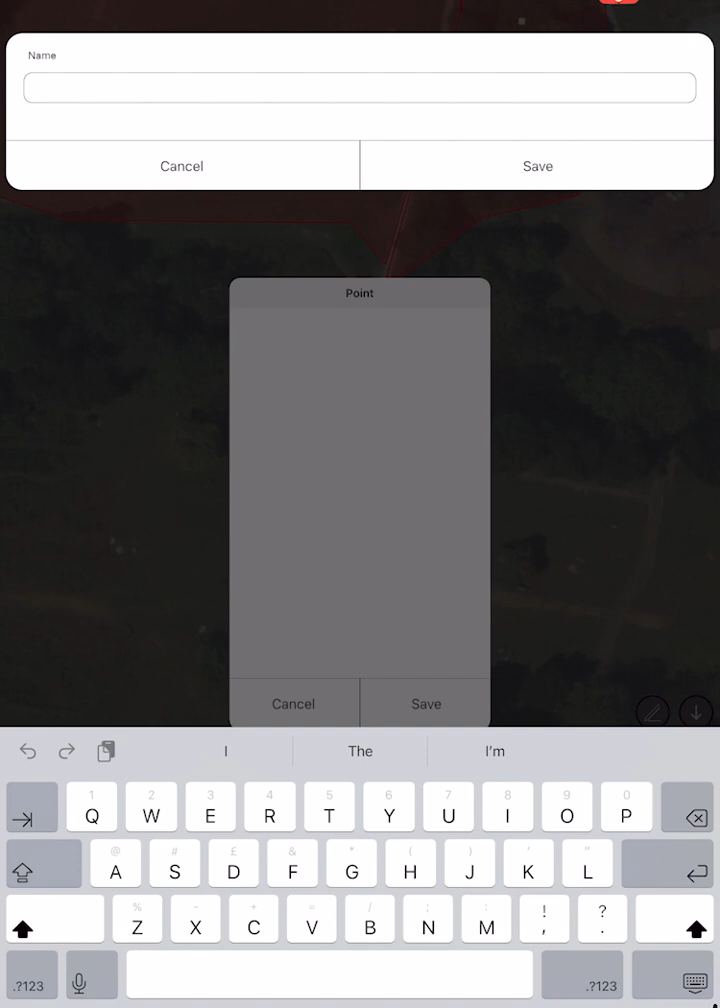 Name
Cancel Save
Point
Cancel Save
I The I'm
1 2 3 4 5 6 7 8 9 0
Q W E R T Y U I O P
@ # £ & * ( ) ' "
A S D F G H J K L
% - + = / ; : ! ?
Z X C V B N M , .
.?123 .?123